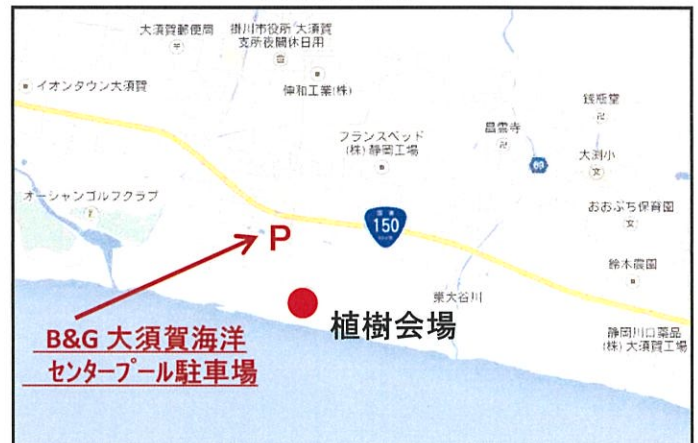 大須賀郵便局
掛川市役所 大須賀
支所夜間休日用
イオンタウン大須賀
伸和工業(株)
フランスベッド
(株)静岡工場
昌雲寺
銭瓶堂
大渕小
69
オーシャンゴルフクラブ
おおぶち保育園
P
150
鈴木農園
東大谷川
植樹会場
B&G 大須賀海洋
センタープール駐車場
静岡川口薬品
(株)大須賀工場